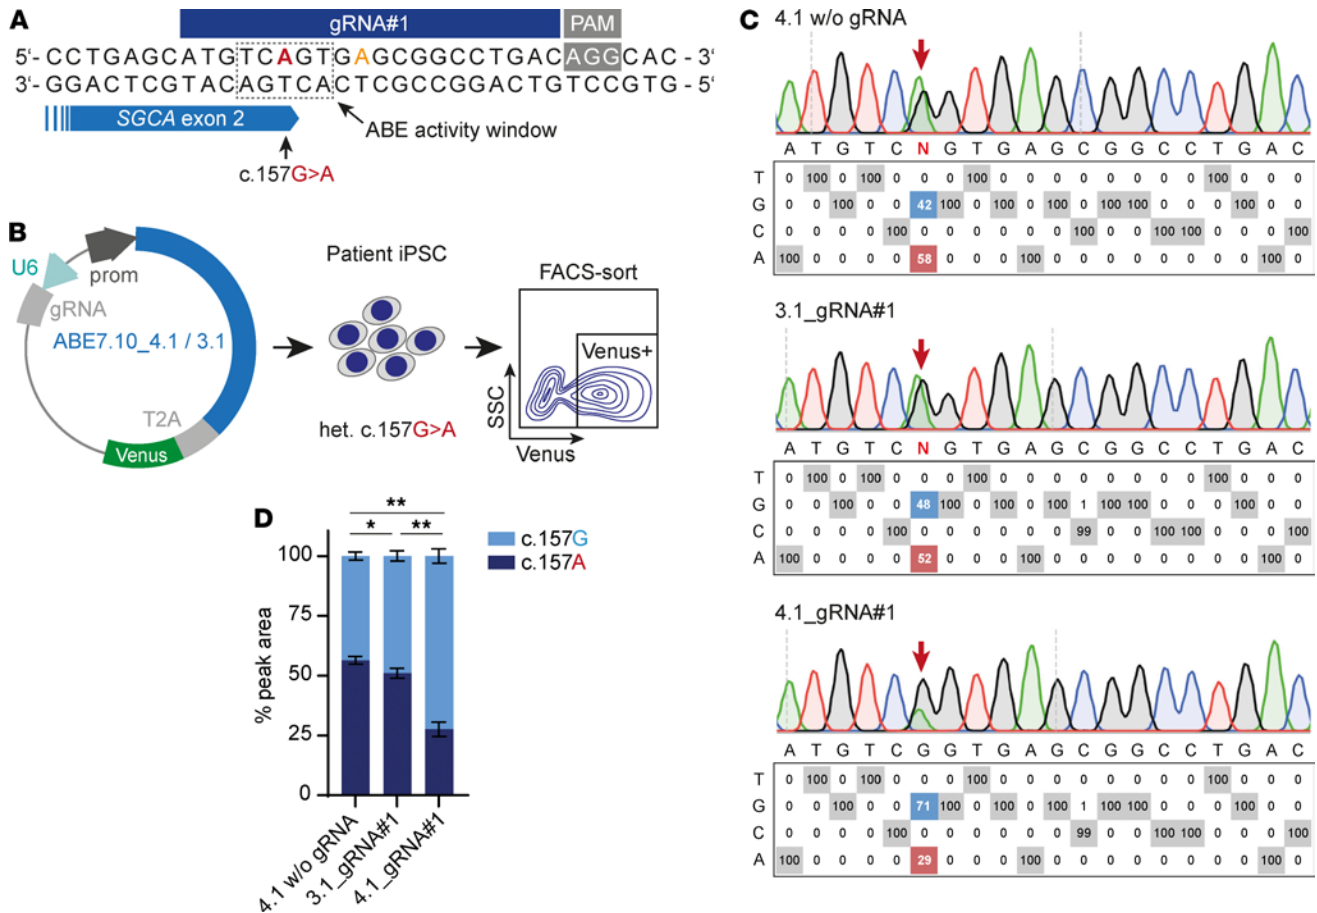 A
gRNA#1 PAM
5'- CCTGAGCATGTCAGTGAGCGGCCTGACAGGCAC - 3'
3'- GGACTCGTACAGTCACTCGCCGGACTGTCCGTG - 5'
SGCA exon 2
ABE activity window
c.157G>A
B
U6
prom
gRNA
ABE7.10_4.1 / 3.1
T2A
Venus
Patient iPSC
het. c.157G>A
FACS-sort
Venus+
SSC
Venus
C
4.1 w/o gRNA
A T G T C N G T G A G C G G C C T G A C
T 0 100 0 100 0 0 0 100 0 0 0 0 0 0 0 0 100 0 0 0
G 0 0 100 0 0 42 100 0 100 0 100 0 100 100 0 0 0 100 0 0
C 0 0 0 0 100 0 0 0 0 0 0 100 0 0 100 100 0 0 0 100
A 100 0 0 0 0 58 0 0 0 100 0 0 0 0 0 0 0 0 100 0
3.1_gRNA#1
A T G T C N G T G A G C G G C C T G A C
T 0 100 0 100 0 0 0 100 0 0 0 0 0 0 0 0 100 0 0 0
G 0 0 100 0 0 48 100 0 100 0 100 1 100 100 0 0 0 100 0 0
C 0 0 0 0 100 0 0 0 0 0 0 99 0 0 100 100 0 0 0 100
A 100 0 0 0 0 52 0 0 0 100 0 0 0 0 0 0 0 0 100 0
4.1_gRNA#1
A T G T C G G T G A G C G G C C T G A C
T 0 100 0 100 0 0 0 100 0 0 0 0 0 0 0 0 100 0 0 0
G 0 0 100 0 0 71 100 0 100 0 100 1 100 100 0 0 0 100 0 0
C 0 0 0 0 100 0 0 0 0 0 0 99 0 0 100 100 0 0 0 100
A 100 0 0 0 0 29 0 0 0 100 0 0 0 0 0 0 0 0 100 0
D
**
* **
c.157G
c.157A
% peak area
100
75
50
25
0
4.1 w/o gRNA
3.1_gRNA#1
4.1_gRNA#1